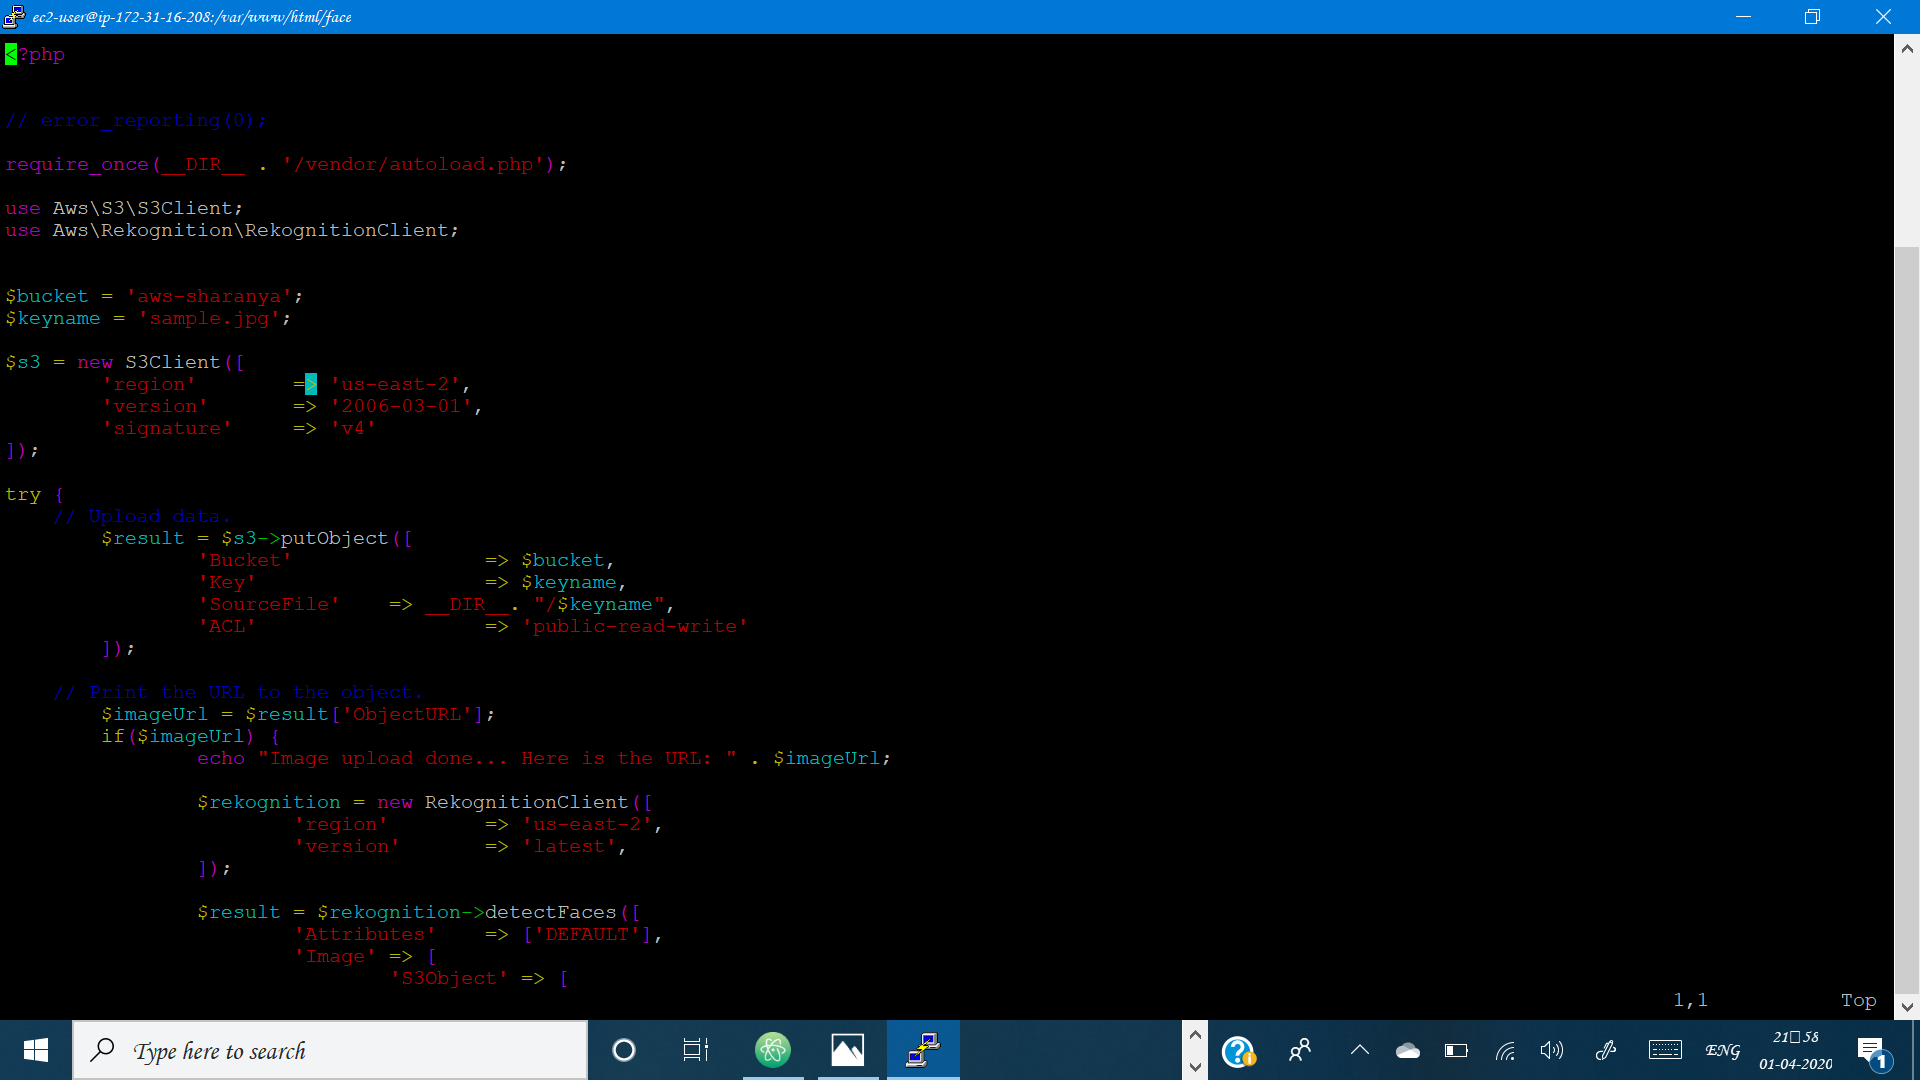 ec2-user@ip-172-31-16-208:/var/www/html/face
<?php
// error_reporting(0);
require_once(__DIR__ . '/vendor/autoload.php');
use Aws\S3\S3Client;
use Aws\Rekognition\RekognitionClient;
$bucket = 'aws-sharanya';
$keyname = 'sample.jpg';
$s3 = new S3Client([
'region' => 'us-east-2',
'version' => '2006-03-01',
'signature' => 'v4'
]);
try {
// Upload data.
$result = $s3->putObject([
'Bucket' => $bucket,
'Key' => $keyname,
'SourceFile' => __DIR__. "/$keyname",
'ACL' => 'public-read-write'
]);
// Print the URL to the object.
$imageUrl = $result['ObjectURL'];
if($imageUrl) {
echo "Image upload done... Here is the URL: " . $imageUrl;
$rekognition = new RekognitionClient([
'region' => 'us-east-2',
'version' => 'latest',
]);
$result = $rekognition->detectFaces([
'Attributes' => ['DEFAULT'],
'Image' => [
'S3Object' => [
1,1 Top
Type here to search
ENG
21□58
01-04-2020
1